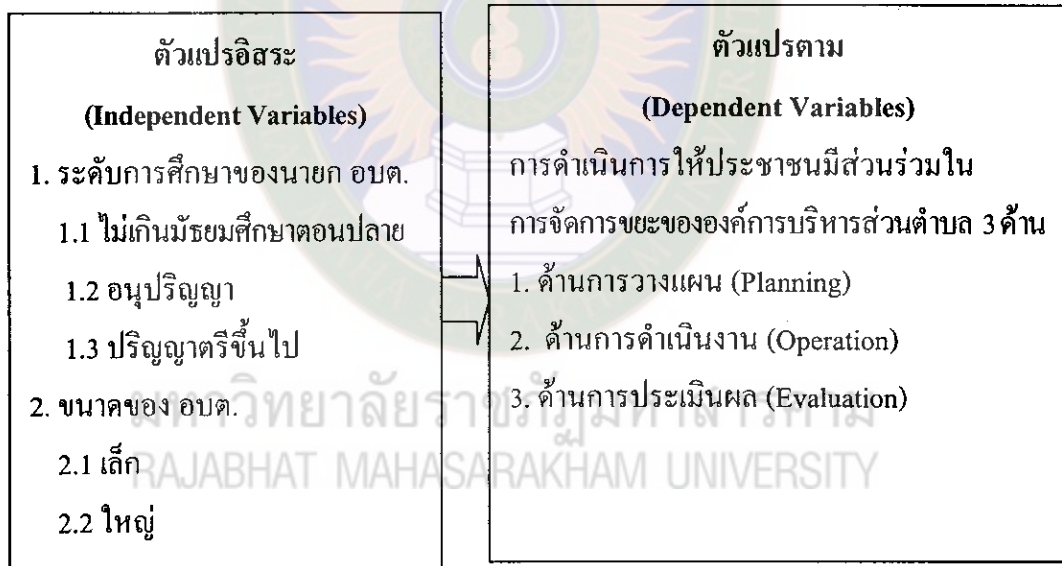 ตัวแปรอิสระ
(Independent Variables)
1. ระดับการศึกษาของนายก อบต.
1.1 ไม่เกินมัธยมศึกษาตอนปลาย
1.2 อนุปริญญา
1.3 ปริญญาตรีขึ้นไป
2. ขนาดของ อบต.
2.1 เล็ก
2.2 ใหญ่
ตัวแปรตาม
(Dependent Variables)
การดำเนินการให้ประชาชนมีส่วนร่วมใน
การจัดการขยะขององค์การบริหารส่วนตำบล 3 ด้าน
1. ด้านการวางแผน (Planning)
2. ด้านการดำเนินงาน (Operation)
3. ด้านการประเมินผล (Evaluation)
มหาวิทยาลัยราชภัฏมหาสารคาม
RAJABHAT MAHASARAKHAM UNIVERSITY